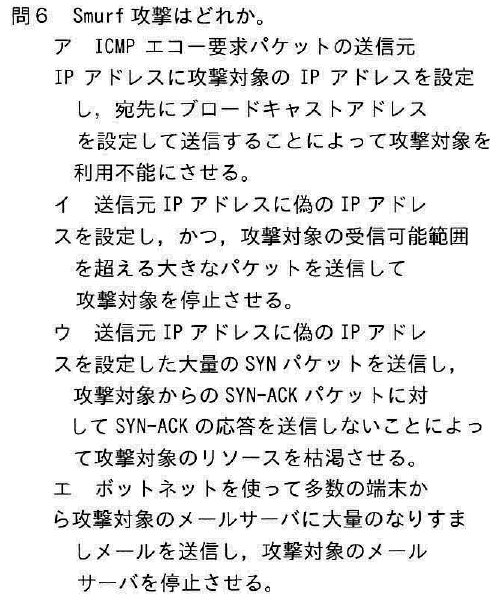 問６　Smurf 攻撃はどれか。
ア　ICMP エコー要求パケットの送信元
IP アドレスに攻撃対象の IP アドレスを設定
し，宛先にブロードキャストアドレス
を設定して送信することによって攻撃対象を
利用不能にさせる。
イ　送信元 IP アドレスに偽の IP アドレ
スを設定し，かつ，攻撃対象の受信可能範囲
を超える大きなパケットを送信して
攻撃対象を停止させる。
ウ　送信元 IP アドレスに偽の IP アドレ
スを設定した大量の SYN パケットを送信し，
攻撃対象からの SYN-ACK パケットに対
して SYN-ACK の応答を送信しないことによっ
て攻撃対象のリソースを枯渇させる。
エ　ボットネットを使って多数の端末か
ら攻撃対象のメールサーバに大量のなりすま
しメールを送信し，攻撃対象のメール
サーバを停止させる。